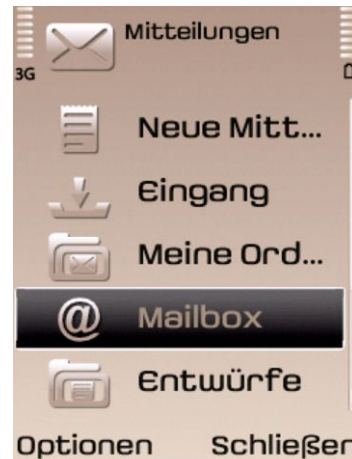 Mitteilungen
3G
Neue Mitt...
Eingang
Meine Ord...
@ Mailbox
Entwürfe
Optionen Schließen